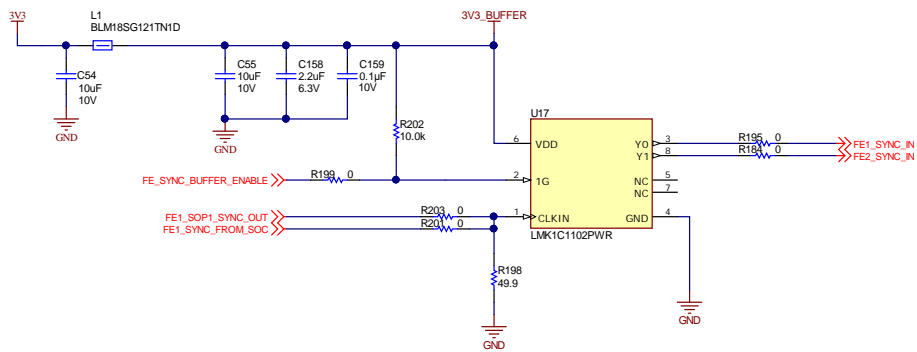 3V3
L1
BLM18SG121TN1D
3V3_BUFFER
C54
10uF
10V
GND
C55
10uF
10V
C158
2.2uF
6.3V
C159
0.1µF
10V
GND
R202
10.0k
U17
6 VDD Y0 3 R195 0 FE1_SYNC_IN
Y1 8 R184 0 FE2_SYNC_IN
FE_SYNC_BUFFER_ENABLE R199 0 2 1G NC 5
NC 7
FE1_SOP1_SYNC_OUT R203 0 1 CLKIN GND 4
FE1_SYNC_FROM_SOC R201 0
LMK1C1102PWR
R198
49.9
GND
GND